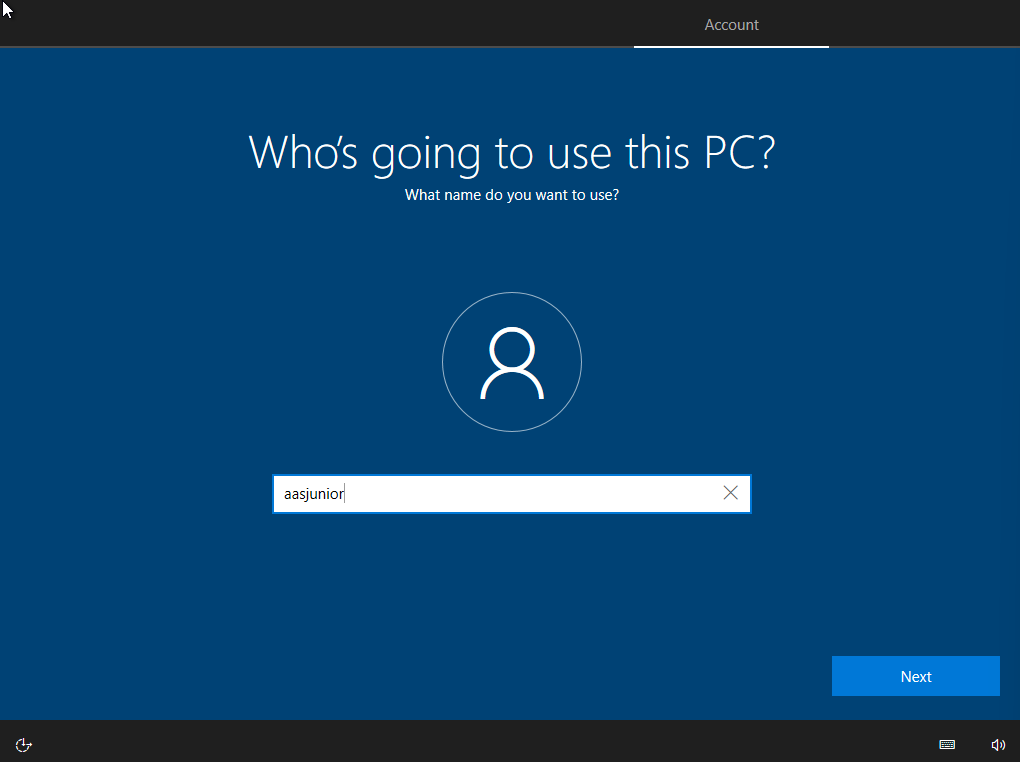 Account
Who's going to use this PC?
What name do you want to use?
aasjunior
Next